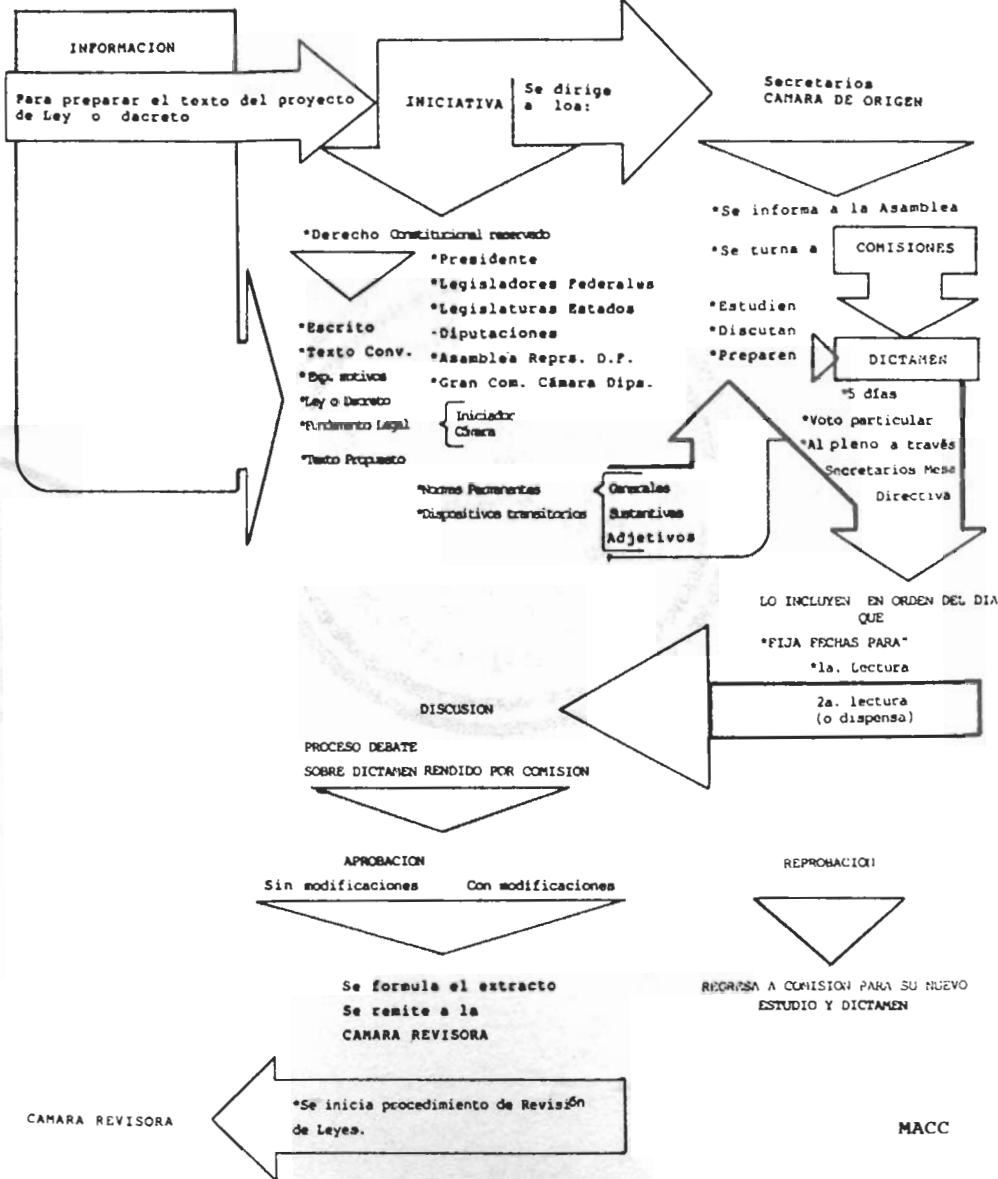 INFORMACION
Para preparar el texto del proyecto
de Ley o dacreto
INICIATIVA
Se dirige
a loa:
Secretarios
CAMARA DE ORIGEN
*Se informa a la Asamblea
*Se turna a
COMISIONES
*Estudien
*Discutan
*Preparen
DICTAMEN
*5 días
*Voto particular
*Al pleno a través
Secretarios Mesa
Directiva
*Derecho Constitucional reservado
*Presidente
*Legisladores Federales
*Legislaturas Estados
-Diputaciones
*Asamblea Reprs. D.F.
*Gran Com. Cámara Dips.
*Escrito
*Texto Conv.
*Exp. motivos
*Ley o Decreto
*Fundamento Legal
Iniciador
Cámara
*Texto Propuesto
*Normas Permanentes
*Dispositivos transitorios
Generales
Sustantivas
Adjetivos
LO INCLUYEN EN ORDEN DEL DIA
QUE
*FIJA FECHAS PARA"
*1a. Lectura
2a. lectura
(o dispensa)
DISCUSION
PROCESO DEBATE
SOBRE DICTAMEN RENDIDO POR COMISION
APROBACION
Sin modificaciones Con modificaciones
REPROBACION
Se formula el extracto
Se remite a la
CAMARA REVISORA
REGRESA A COMISION PARA SU NUEVO
ESTUDIO Y DICTAMEN
CAMARA REVISORA
*Se inicia procedimiento de Revisión
de Leyes.
MACC